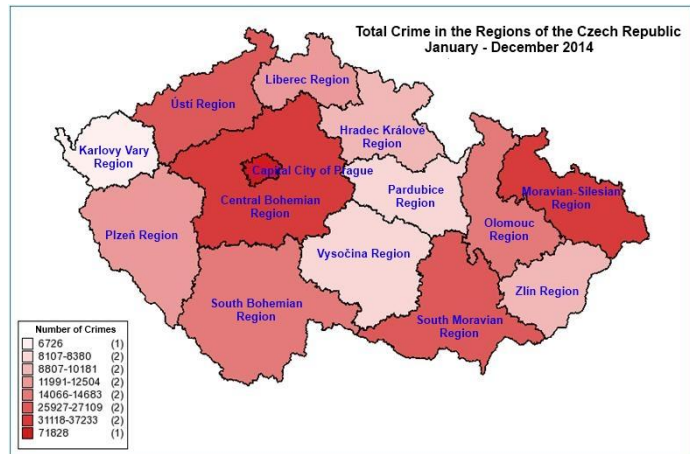 Total Crime in the Regions of the Czech Republic
January - December 2014
Liberec Region
Ústí Region
Hradec Králové
Region
Karlovy Vary
Region
Capital City of Prague
Central Bohemian
Region
Pardubice
Region
Moravian-Silesian
Region
Olomouc
Region
Plzeň Region
Vysočina Region
Zlín Region
South Bohemian
Region
South Moravian
Region
Number of Crimes
6726 (1)
8107-8380 (2)
8807-10181 (2)
11991-12504 (2)
14066-14683 (2)
25927-27109 (2)
31118-37233 (2)
71828 (1)